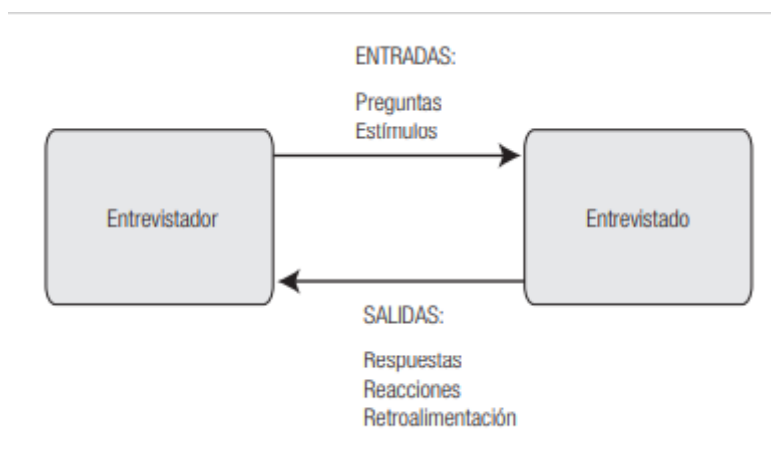 ENTRADAS:
Preguntas
Estímulos
Entrevistador
Entrevistado
SALIDAS:
Respuestas
Reacciones
Retroalimentación